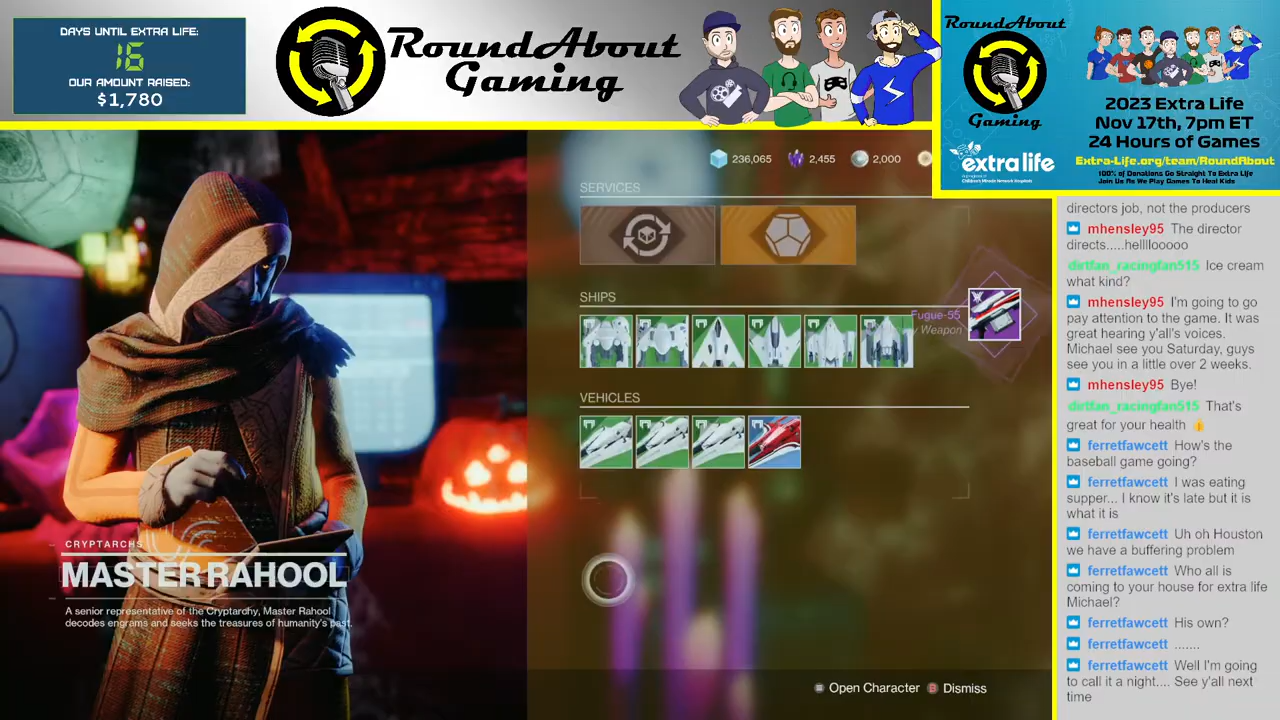 DAYS UNTIL EXTRA LIFE:
16
OUR AMOUNT RAISED:
$1,780
RoundAbout
Gaming
RoundAbout
Gaming
2023 Extra Life
Nov 17th, 7pm ET
24 Hours of Games
Extra-Life.org/team/RoundAbout
100% of Donations Go Straight To Extra Life
Join Us As We Play Games To Heal Kids
extralife
Children's Miracle Network Hospitals
236,065
2,455
2,000
SERVICES
SHIPS
Fugue-55
Weapon
VEHICLES
CRYPTARCHS
MASTER RAHOOL
A senior representative of the Cryptarchy, Master Rahool
decodes engrams and seeks the treasures of humanity's past.
Open Character
Dismiss
directors job, not the producers
mhensley95 The director
directs.....hellllooooo
dirtfan_racingfan515 Ice cream
what kind?
mhensley95 I'm going to go
pay attention to the game. It was
great hearing y'all's voices.
Michael see you Saturday, guys
see you in a little over 2 weeks.
mhensley95 Bye!
dirtfan_racingfan515 That's
great for your health 👍
ferretfawcett How's the
baseball game going?
ferretfawcett I was eating
supper... I know it's late but it is
what it is
ferretfawcett Uh oh Houston
we have a buffering problem
ferretfawcett Who all is
coming to your house for extra life
Michael?
ferretfawcett His own?
ferretfawcett .......
ferretfawcett Well I'm going
to call it a night.... See y'all next
time